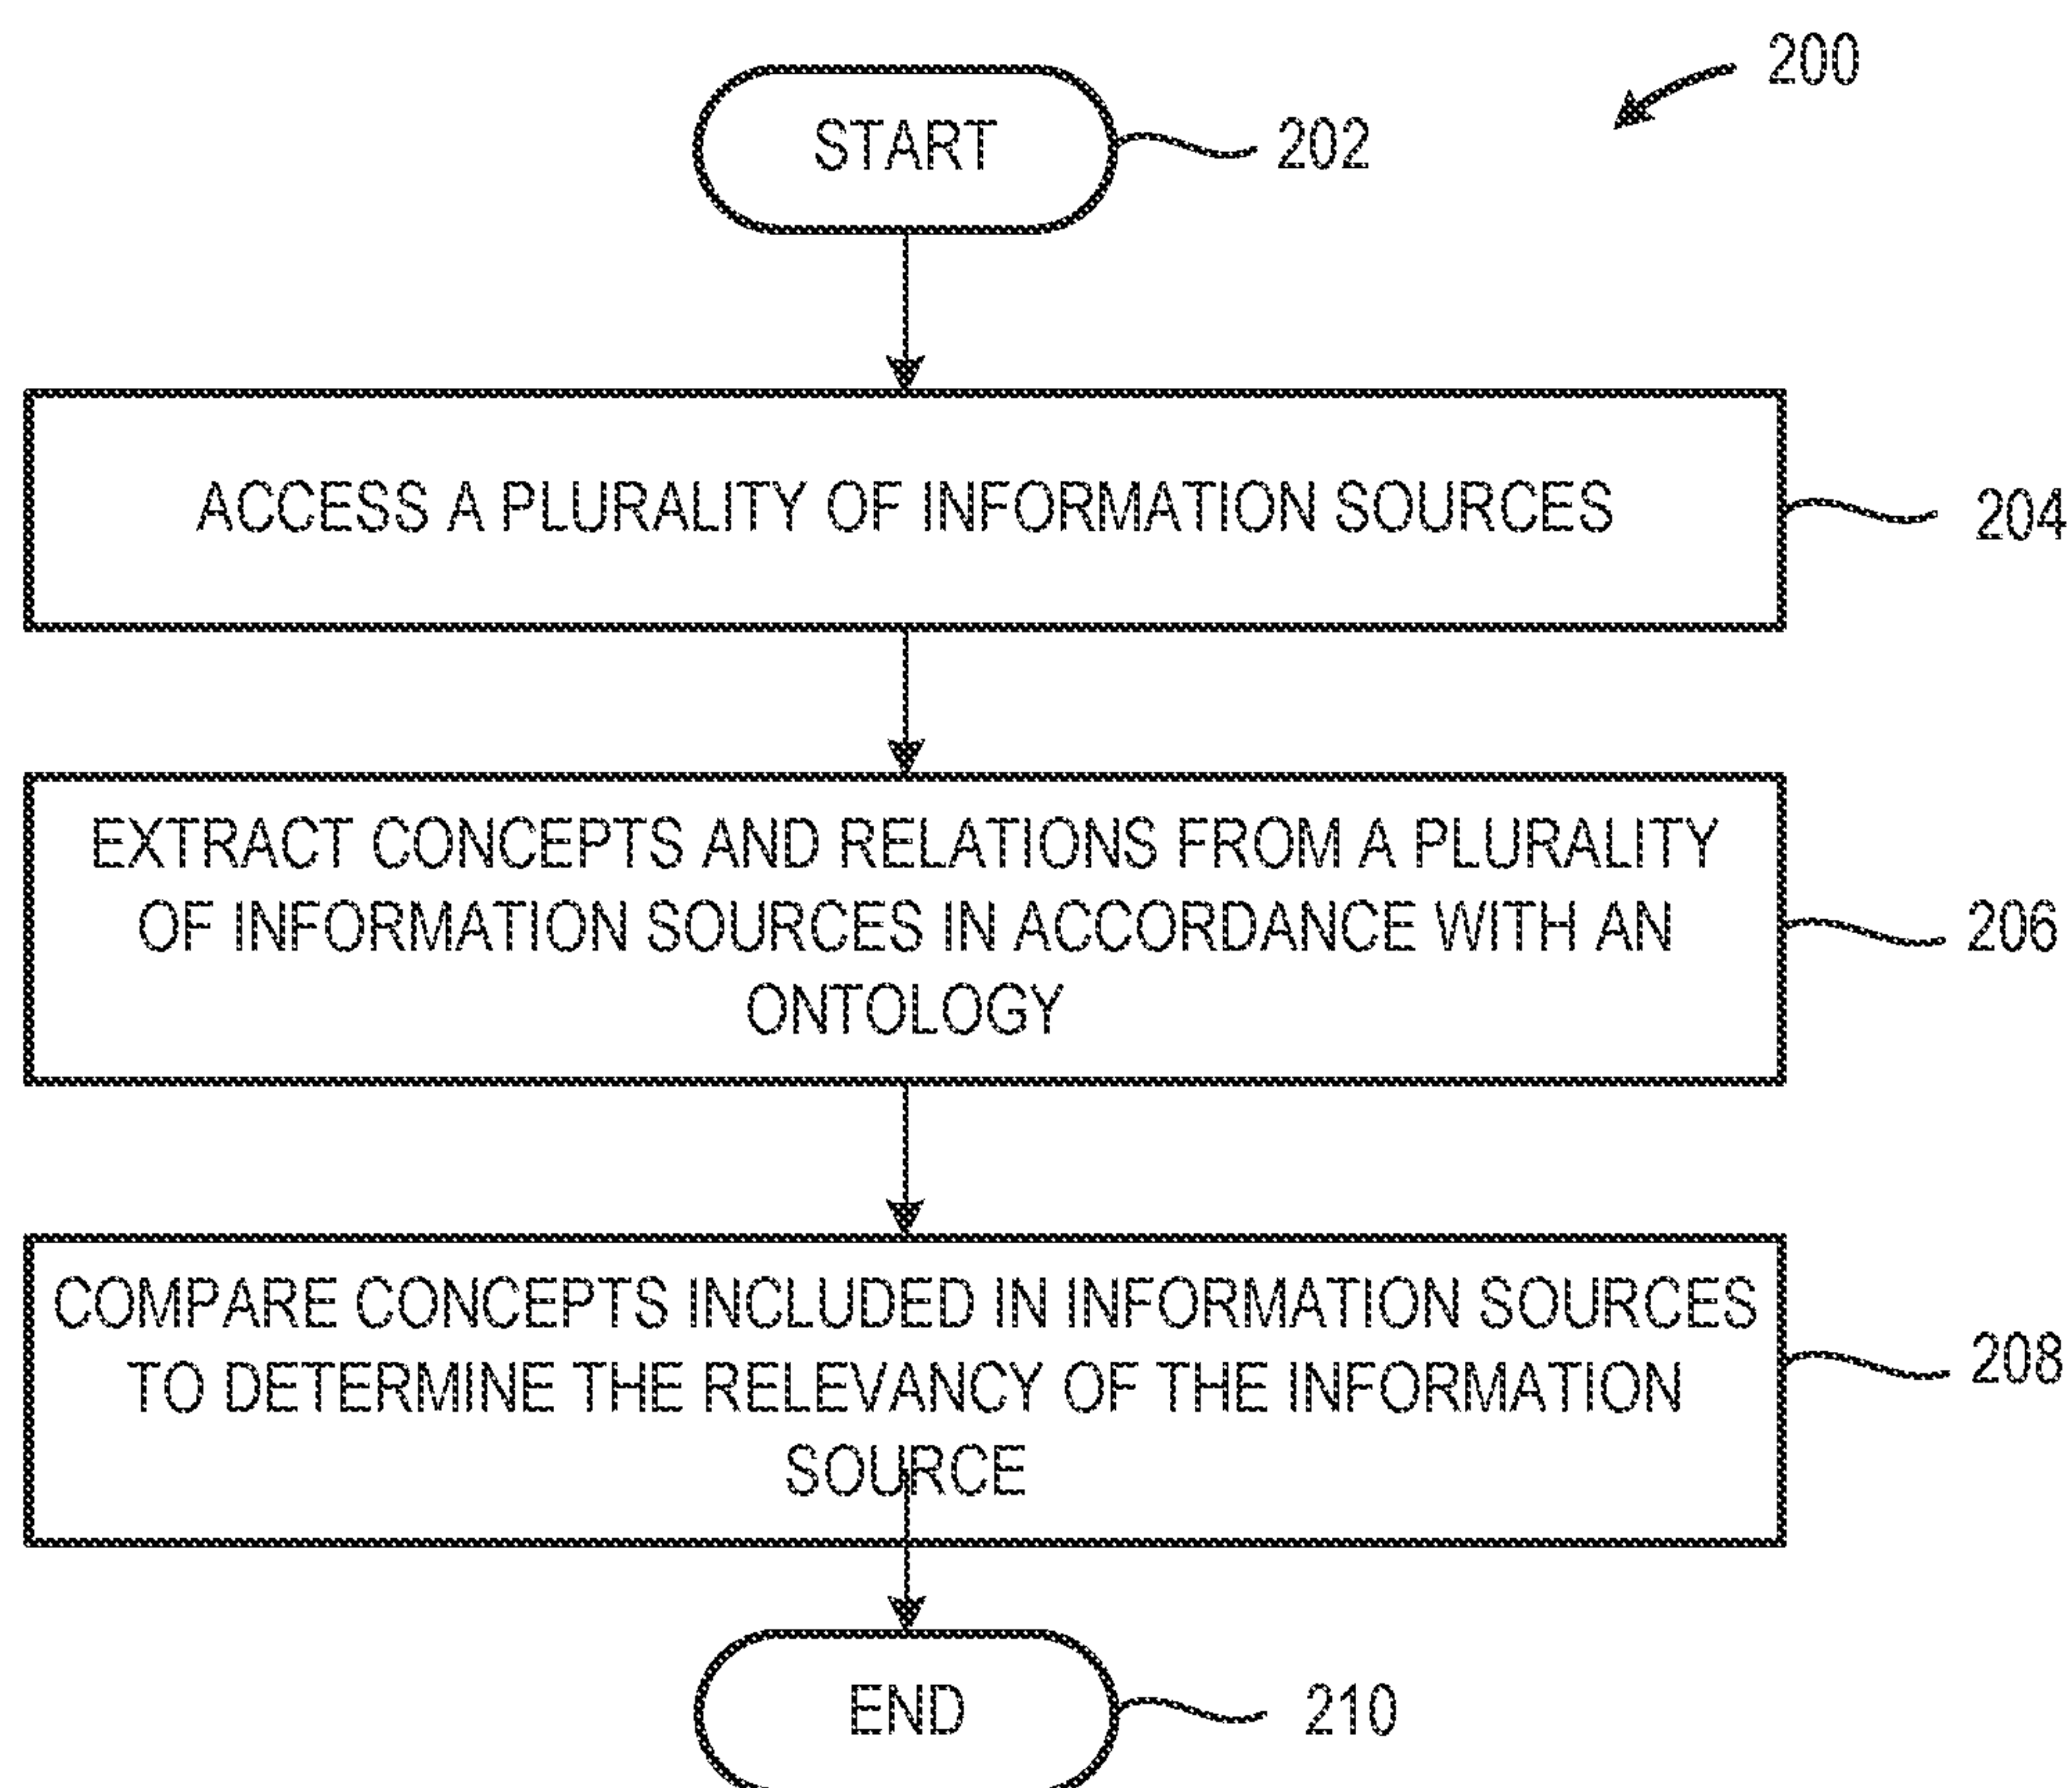 200
START
202
ACCESS A PLURALITY OF INFORMATION SOURCES
204
EXTRACT CONCEPTS AND RELATIONS FROM A PLURALITY
OF INFORMATION SOURCES IN ACCORDANCE WITH AN
ONTOLOGY
206
COMPARE CONCEPTS INCLUDED IN INFORMATION SOURCES
TO DETERMINE THE RELEVANCY OF THE INFORMATION
SOURCE
208
END
210